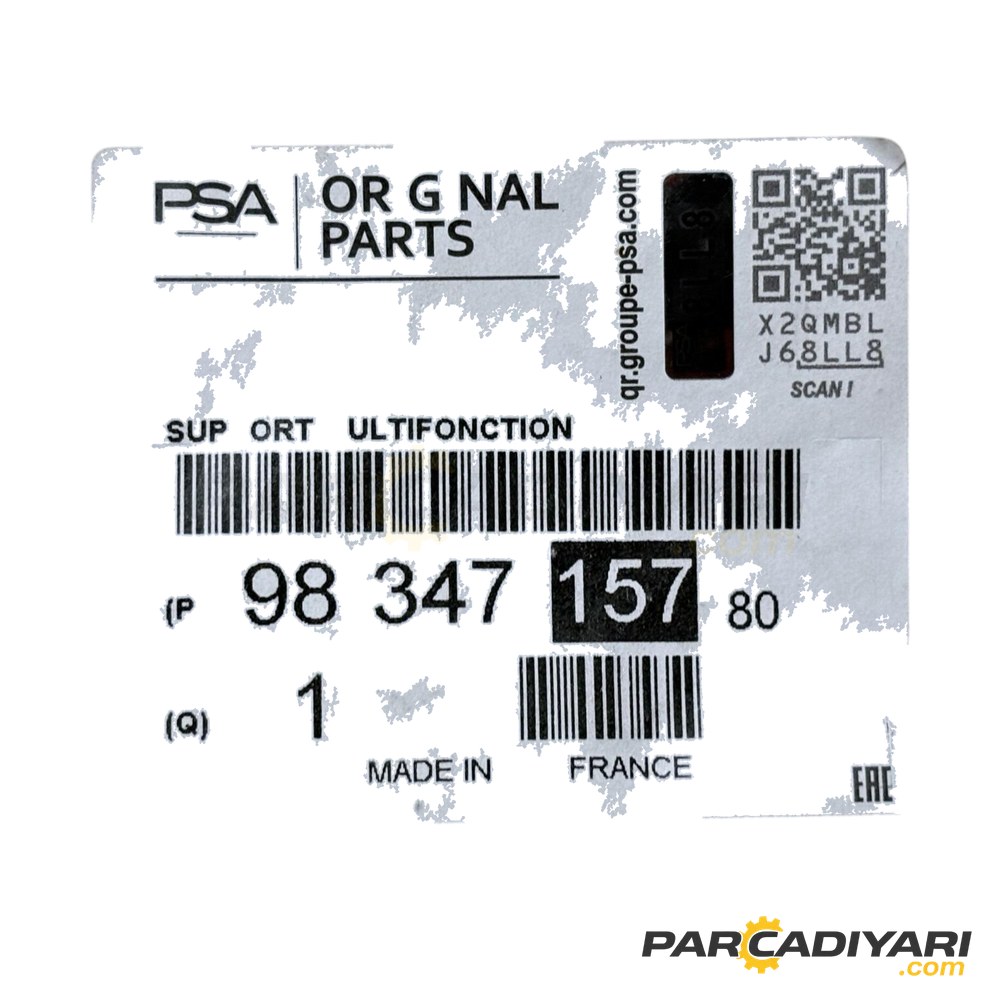 PSA
OR G NAL
PARTS
qr.groupe-psa.com
X2QMBL
J68LL8
SCAN !
SUP ORT ULTIFONCTION
(P 98 347 157 80
(Q) 1
MADE IN FRANCE
EAC
PARCADIYARI
.com